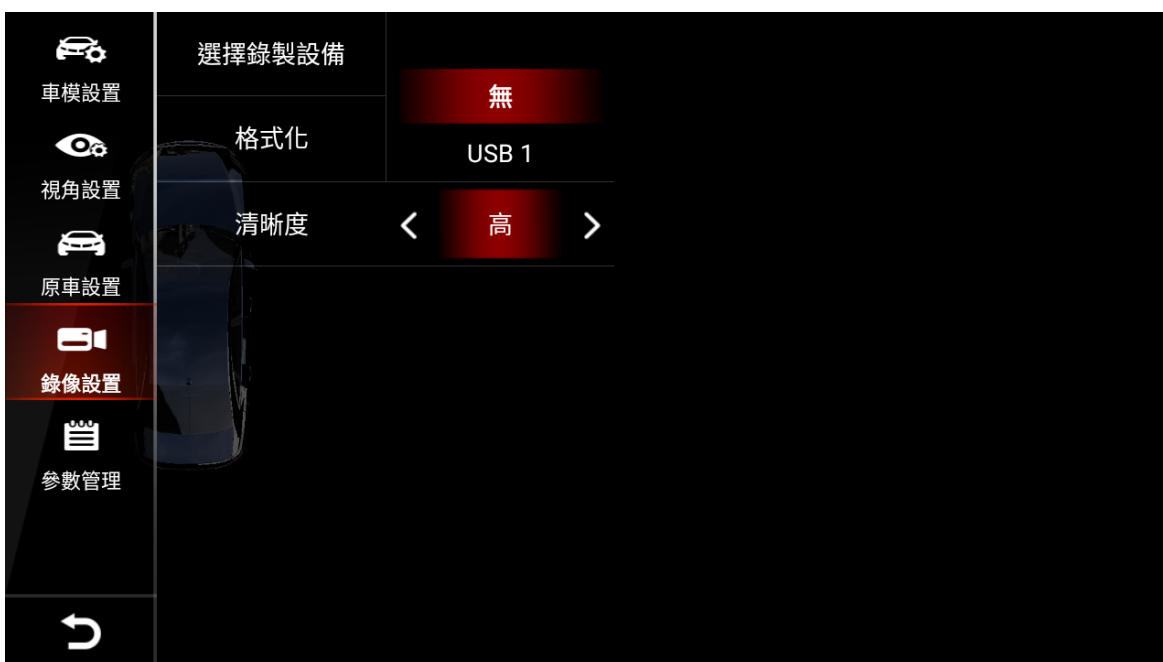 車模設置
視角設置
原車設置
錄像設置
參數管理
選擇錄製設備
無
格式化
USB 1
清晰度
高